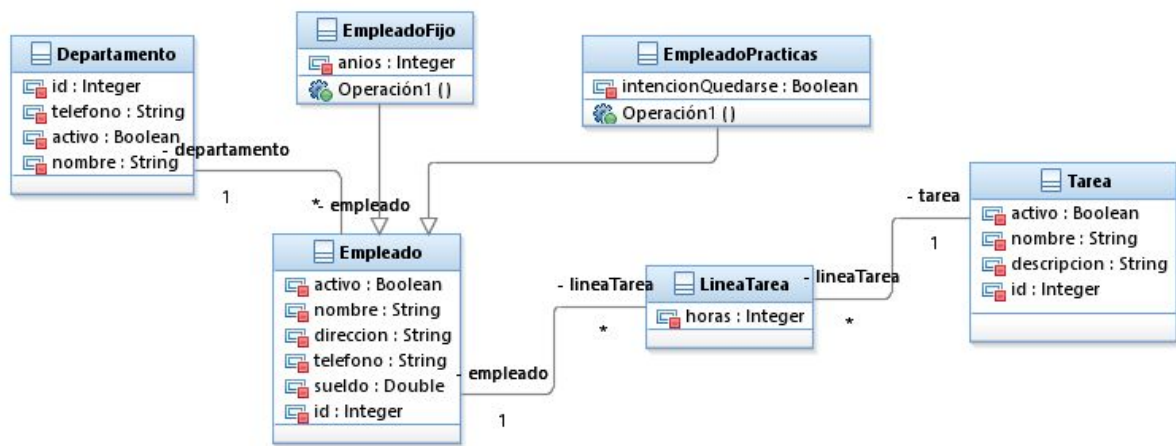 Departamento
id : Integer
telefono : String
activo : Boolean
nombre : String
EmpleadoFijo
anios : Integer
Operación1 ()
EmpleadoPracticas
intencionQuedarse : Boolean
Operación1 ()
- departamento
1
*
- empleado
Empleado
activo : Boolean
nombre : String
direccion : String
telefono : String
sueldo : Double
id : Integer
- empleado
1
- lineaTarea
*
LineaTarea
horas : Integer
- lineaTarea
*
- tarea
1
Tarea
activo : Boolean
nombre : String
descripcion : String
id : Integer